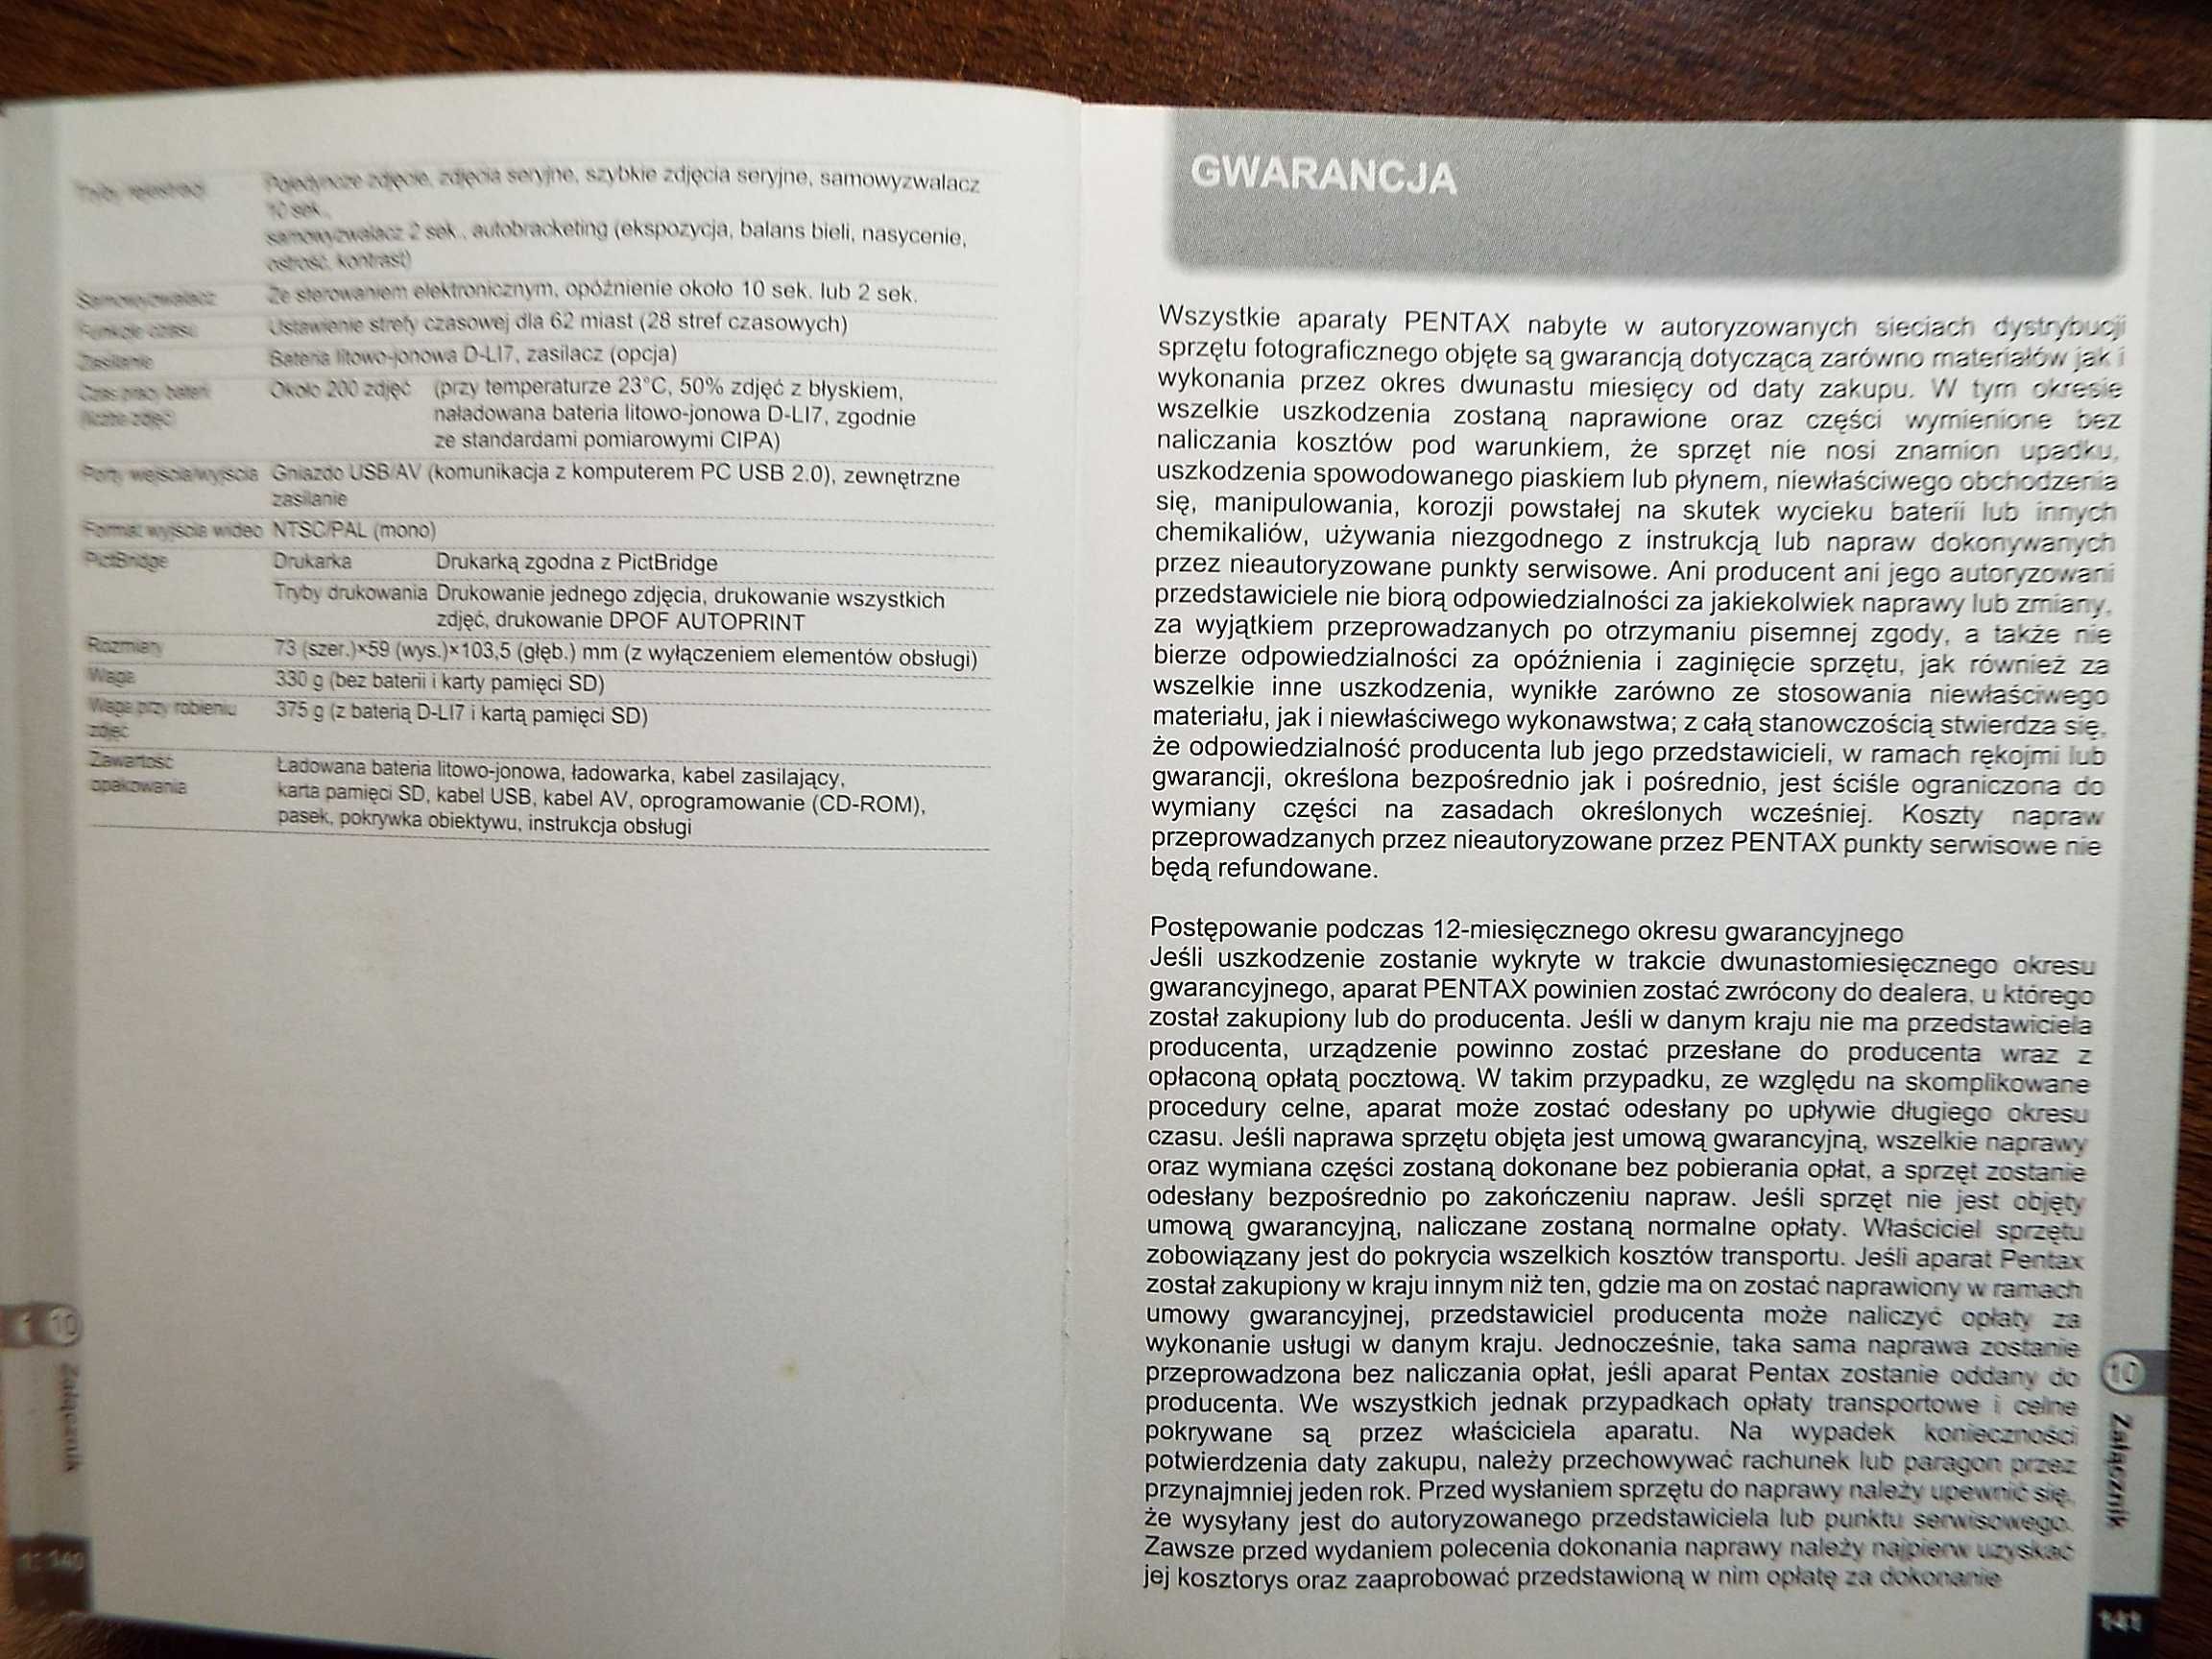 Tryby rejestracji Pojedyncze zdjęcie, zdjęcia seryjne, szybkie zdjęcia seryjne, samowyzwalacz
10 sek.,
samowyzwalacz 2 sek., autobracketing (ekspozycja, balans bieli, nasycenie,
ostrość, kontrast)
Samowyzwalacz Ze sterowaniem elektronicznym, opóźnienie około 10 sek. lub 2 sek.
Funkcje czasu Ustawienie strefy czasowej dla 62 miast (28 stref czasowych)
Zasilanie Bateria litowo-jonowa D-LI7, zasilacz (opcja)
Czas pracy baterii Około 200 zdjęć (przy temperaturze 23°C, 50% zdjęć z błyskiem,
(liczba zdjęć) naładowana bateria litowo-jonowa D-LI7, zgodnie
ze standardami pomiarowymi CIPA)
Porty wejścia/wyjścia Gniazdo USB/AV (komunikacja z komputerem PC USB 2.0), zewnętrzne
zasilanie
Format wyjścia wideo NTSC/PAL (mono)
PictBridge Drukarka Drukarką zgodna z PictBridge
Tryby drukowania Drukowanie jednego zdjęcia, drukowanie wszystkich
zdjęć, drukowanie DPOF AUTOPRINT
Rozmiary 73 (szer.)×59 (wys.)×103,5 (głęb.) mm (z wyłączeniem elementów obsługi)
Waga 330 g (bez baterii i karty pamięci SD)
Waga przy robieniu 375 g (z baterią D-LI7 i kartą pamięci SD)
zdjęć
Zawartość Ładowana bateria litowo-jonowa, ładowarka, kabel zasilający,
opakowania karta pamięci SD, kabel USB, kabel AV, oprogramowanie (CD-ROM),
pasek, pokrywka obiektywu, instrukcja obsługi
10
Załącznik
140
GWARANCJA
Wszystkie aparaty PENTAX nabyte w autoryzowanych sieciach dystrybucji
sprzętu fotograficznego objęte są gwarancją dotyczącą zarówno materiałów jak i
wykonania przez okres dwunastu miesięcy od daty zakupu. W tym okresie
wszelkie uszkodzenia zostaną naprawione oraz części wymienione bez
naliczania kosztów pod warunkiem, że sprzęt nie nosi znamion upadku,
uszkodzenia spowodowanego piaskiem lub płynem, niewłaściwego obchodzenia
się, manipulowania, korozji powstałej na skutek wycieku baterii lub innych
chemikaliów, używania niezgodnego z instrukcją lub napraw dokonywanych
przez nieautoryzowane punkty serwisowe. Ani producent ani jego autoryzowani
przedstawiciele nie biorą odpowiedzialności za jakiekolwiek naprawy lub zmiany,
za wyjątkiem przeprowadzanych po otrzymaniu pisemnej zgody, a także nie
bierze odpowiedzialności za opóźnienia i zaginięcie sprzętu, jak również za
wszelkie inne uszkodzenia, wynikłe zarówno ze stosowania niewłaściwego
materiału, jak i niewłaściwego wykonawstwa; z całą stanowczością stwierdza się,
że odpowiedzialność producenta lub jego przedstawicieli, w ramach rękojmi lub
gwarancji, określona bezpośrednio jak i pośrednio, jest ściśle ograniczona do
wymiany części na zasadach określonych wcześniej. Koszty napraw
przeprowadzanych przez nieautoryzowane przez PENTAX punkty serwisowe nie
będą refundowane.
Postępowanie podczas 12-miesięcznego okresu gwarancyjnego
Jeśli uszkodzenie zostanie wykryte w trakcie dwunastomiesięcznego okresu
gwarancyjnego, aparat PENTAX powinien zostać zwrócony do dealera, u którego
został zakupiony lub do producenta. Jeśli w danym kraju nie ma przedstawiciela
producenta, urządzenie powinno zostać przesłane do producenta wraz z
opłaconą opłatą pocztową. W takim przypadku, ze względu na skomplikowane
procedury celne, aparat może zostać odesłany po upływie długiego okresu
czasu. Jeśli naprawa sprzętu objęta jest umową gwarancyjną, wszelkie naprawy
oraz wymiana części zostaną dokonane bez pobierania opłat, a sprzęt zostanie
odesłany bezpośrednio po zakończeniu napraw. Jeśli sprzęt nie jest objęty
umową gwarancyjną, naliczane zostaną normalne opłaty. Właściciel sprzętu
zobowiązany jest do pokrycia wszelkich kosztów transportu. Jeśli aparat Pentax
został zakupiony w kraju innym niż ten, gdzie ma on zostać naprawiony w ramach
umowy gwarancyjnej, przedstawiciel producenta może naliczyć opłaty za
wykonanie usługi w danym kraju. Jednocześnie, taka sama naprawa zostanie
przeprowadzona bez naliczania opłat, jeśli aparat Pentax zostanie oddany do
producenta. We wszystkich jednak przypadkach opłaty transportowe i celne
pokrywane są przez właściciela aparatu. Na wypadek konieczności
potwierdzenia daty zakupu, należy przechowywać rachunek lub paragon przez
przynajmniej jeden rok. Przed wysłaniem sprzętu do naprawy należy upewnić się,
że wysyłany jest do autoryzowanego przedstawiciela lub punktu serwisowego.
Zawsze przed wydaniem polecenia dokonania naprawy należy najpierw uzyskać
jej kosztorys oraz zaaprobować przedstawioną w nim opłatę za dokonanie
10
Załącznik
141